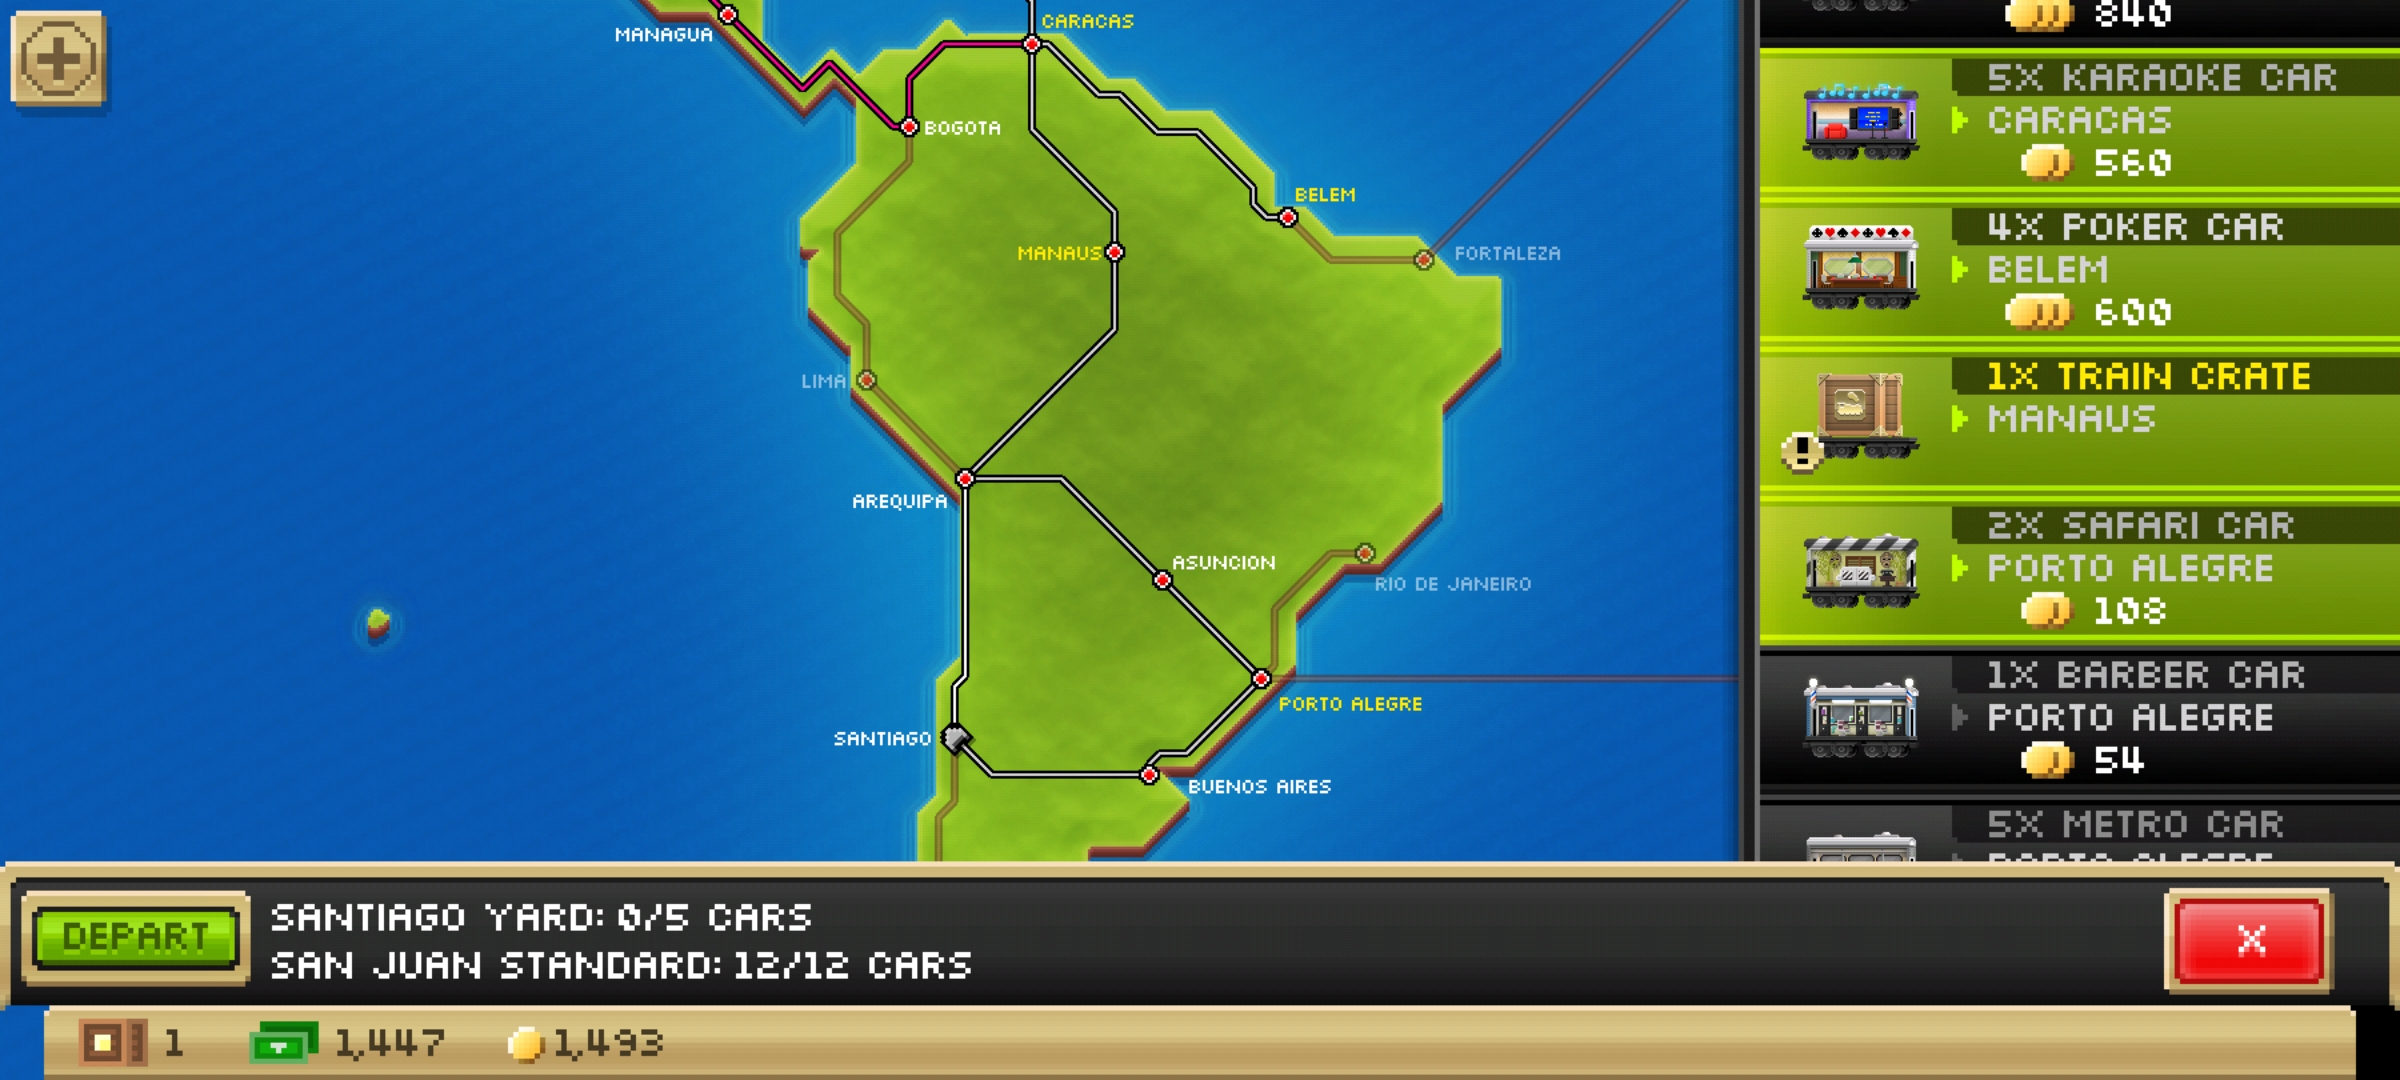 CARACAS
MANAGUA
BOGOTA
BELEM
MANAUS
FORTALEZA
LIMA
AREQUIPA
ASUNCION
RIO DE JANEIRO
PORTO ALEGRE
SANTIAGO
BUENOS AIRES
840
5X KARAOKE CAR
CARACAS
560
4X POKER CAR
BELEM
600
1X TRAIN CRATE
MANAUS
!
2X SAFARI CAR
PORTO ALEGRE
108
1X BARBER CAR
PORTO ALEGRE
54
5X METRO CAR
PORTO ALEGRE
DEPART
SANTIAGO YARD: 0/5 CARS
SAN JUAN STANDARD: 12/12 CARS
X
1
1,447
1,493